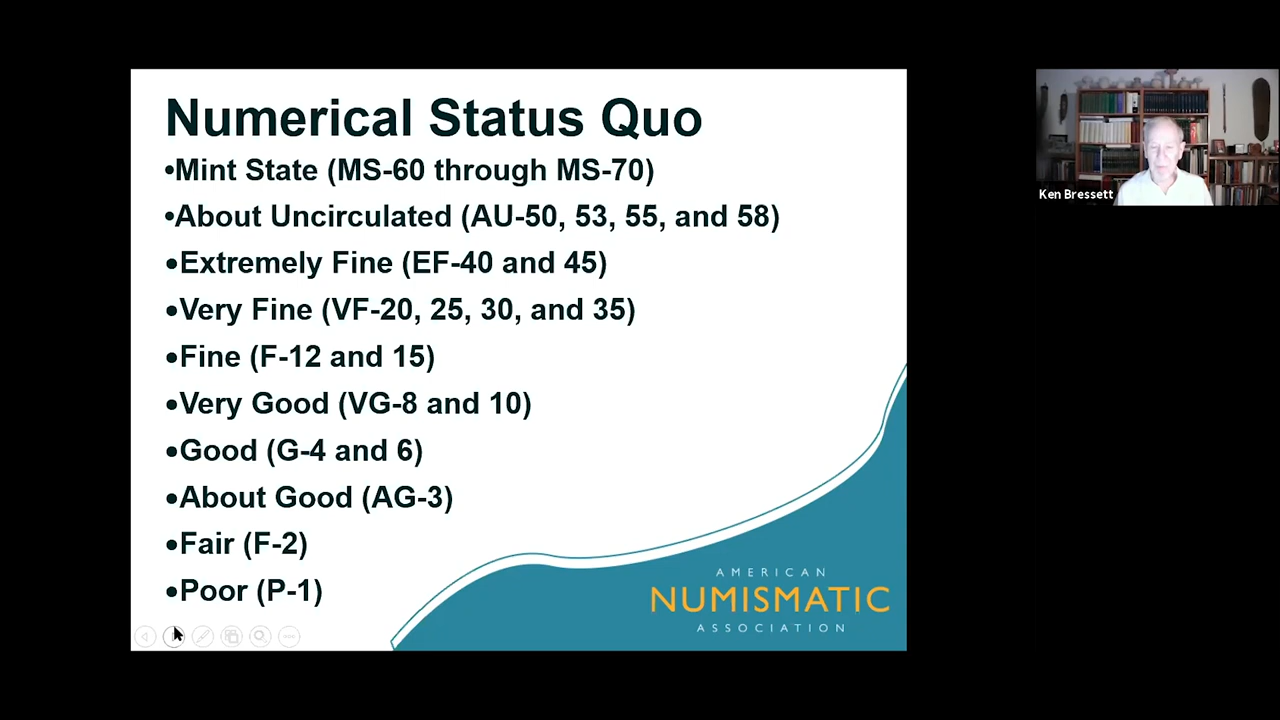 Numerical Status Quo
•Mint State (MS-60 through MS-70)
•About Uncirculated (AU-50, 53, 55, and 58)
•Extremely Fine (EF-40 and 45)
•Very Fine (VF-20, 25, 30, and 35)
•Fine (F-12 and 15)
•Very Good (VG-8 and 10)
•Good (G-4 and 6)
•About Good (AG-3)
•Fair (F-2)
•Poor (P-1)
AMERICAN
NUMISMATIC
ASSOCIATION
Ken Bressett